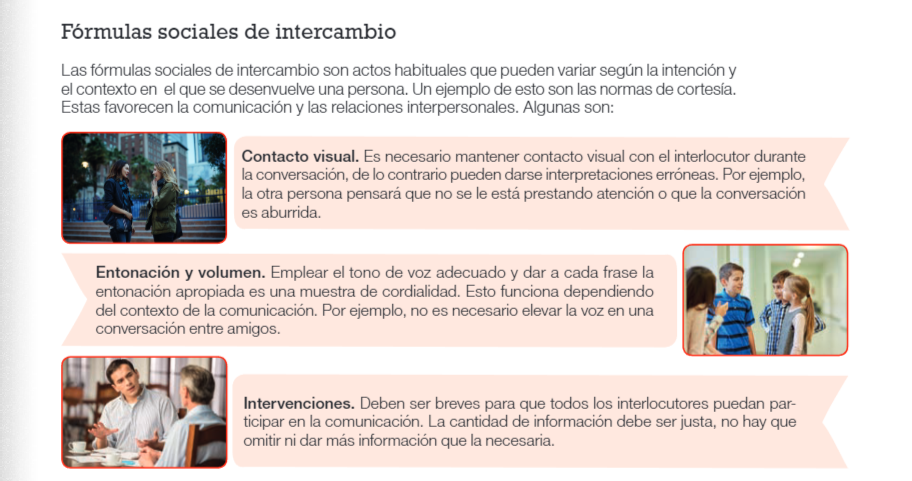 Fórmulas sociales de intercambio
Las fórmulas sociales de intercambio son actos habituales que pueden variar según la intención y
el contexto en el que se desenvuelve una persona. Un ejemplo de esto son las normas de cortesía.
Estas favorecen la comunicación y las relaciones interpersonales. Algunas son:
Contacto visual. Es necesario mantener contacto visual con el interlocutor durante
la conversación, de lo contrario pueden darse interpretaciones erróneas. Por ejemplo,
la otra persona pensará que no se le está prestando atención o que la conversación
es aburrida.
Entonación y volumen. Emplear el tono de voz adecuado y dar a cada frase la
entonación apropiada es una muestra de cordialidad. Esto funciona dependiendo
del contexto de la comunicación. Por ejemplo, no es necesario elevar la voz en una
conversación entre amigos.
Intervenciones. Deben ser breves para que todos los interlocutores puedan par-
ticipar en la comunicación. La cantidad de información debe ser justa, no hay que
omitir ni dar más información que la necesaria.